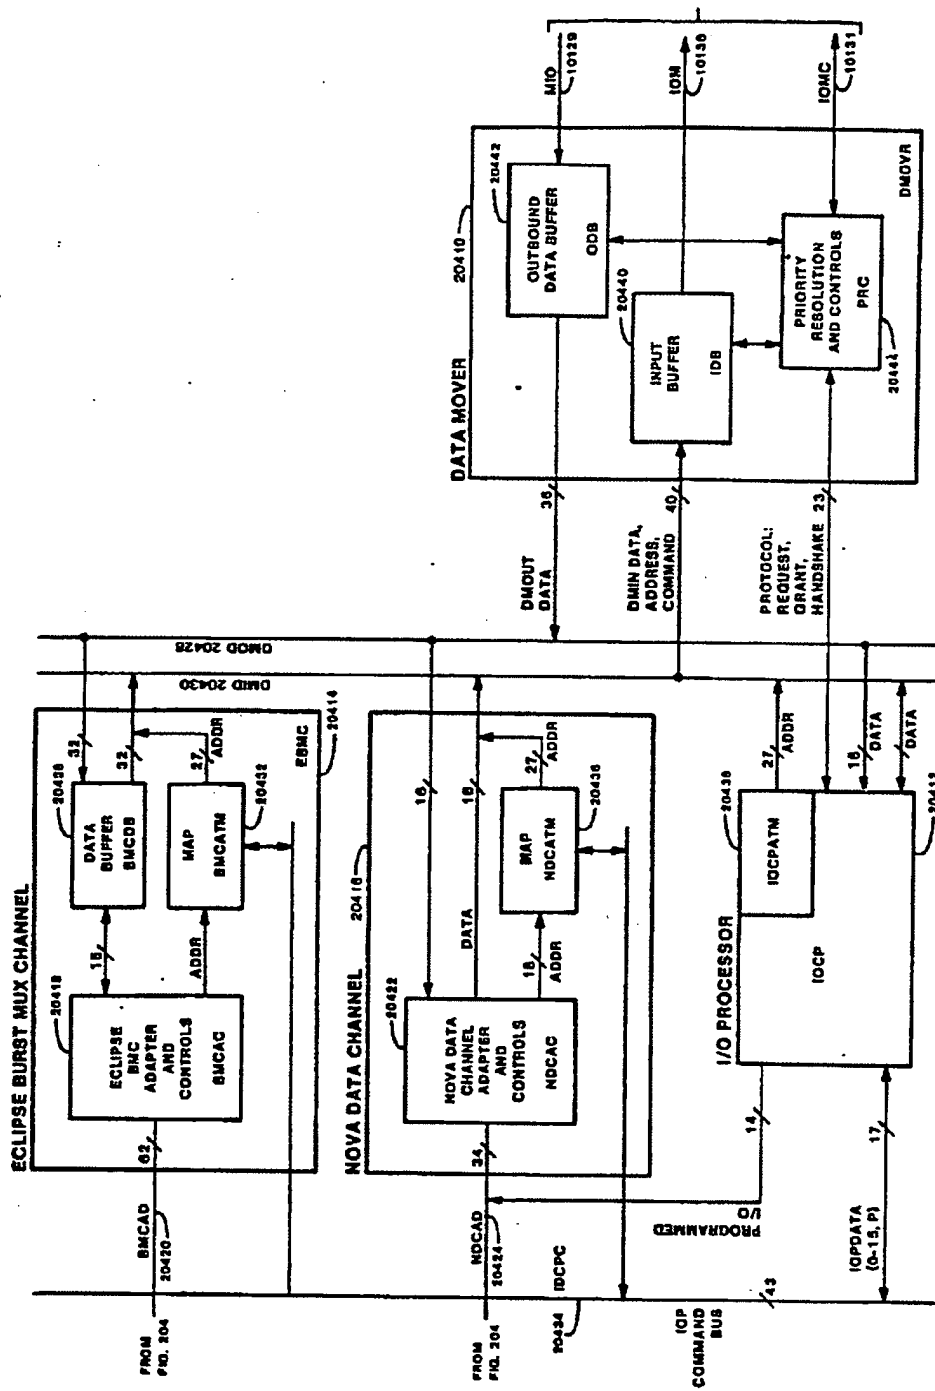 ECLIPSE BURST MUX CHANNEL
FROM
FIG. 204
BMCAD
20420
62
20418
ECLIPSE
BMC
ADAPTER
AND
CONTROLS
BMCAC
ADDR
DATA
BUFFER
BMCDB
32
32
MAP
BMCATM
20432
27
ADDR
EBMC
20414
NOVA DATA CHANNEL
20416
FROM
FIG. 204
NDCAD
20424
34
20422
NOVA DATA
CHANNEL
ADAPTER
AND
CONTROLS
NDCAC
16
DATA
16
ADDR
MAP
NDCATM
20436
27
ADDR
20434
IOP
COMMAND
BUS
43
PROGRAMMED
I/O
14
IOPDATA
(0-15, P)
17
I/O PROCESSOR
IOCP
IOCPATM
20438
27
ADDR
16
DATA
DATA
DMID 20430
DMOD 20428
DMOUT
DATA
36
DMIN DATA,
ADDRESS,
COMMAND
40
PROTOCOL:
REQUEST,
GRANT,
HANDSHAKE
23
DATA MOVER
20410
OUTBOUND
DATA BUFFER
ODB
20442
INPUT
BUFFER
IDB
20440
PRIORITY
RESOLUTION
AND CONTROLS
PRC
20444
DMOVR
MIO
10129
IOM
10130
IOMC
10131